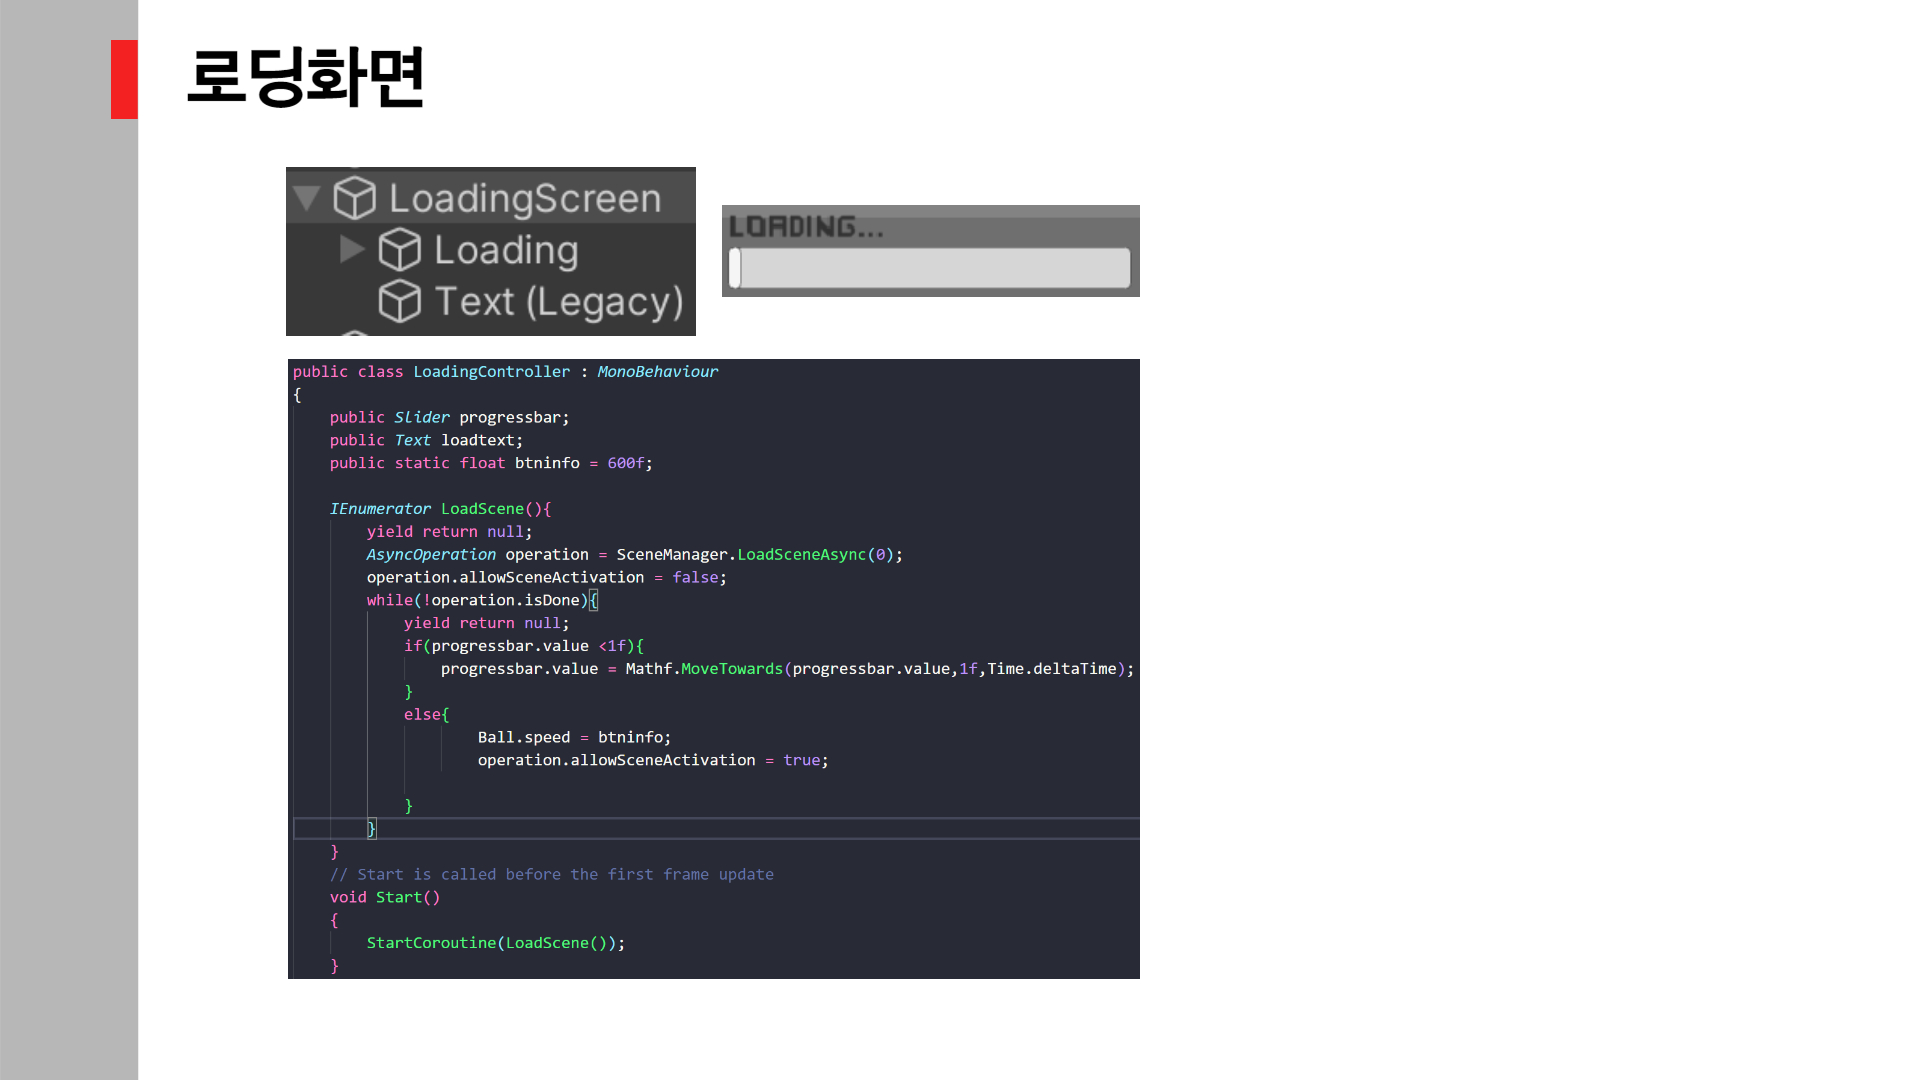 로딩화면
LoadingScreen
Loading
Text (Legacy)
LOADING...
public class LoadingController : MonoBehaviour
{
    public Slider progressbar;
    public Text loadtext;
    public static float btninfo = 600f;

    IEnumerator LoadScene(){
        yield return null;
        AsyncOperation operation = SceneManager.LoadSceneAsync(0);
        operation.allowSceneActivation = false;
        while(!operation.isDone){
            yield return null;
            if(progressbar.value <1f){
                progressbar.value = Mathf.MoveTowards(progressbar.value,1f,Time.deltaTime);
            }
            else{
                    Ball.speed = btninfo;
                    operation.allowSceneActivation = true;

            }
        }
    }
    // Start is called before the first frame update
    void Start()
    {
        StartCoroutine(LoadScene());
    }